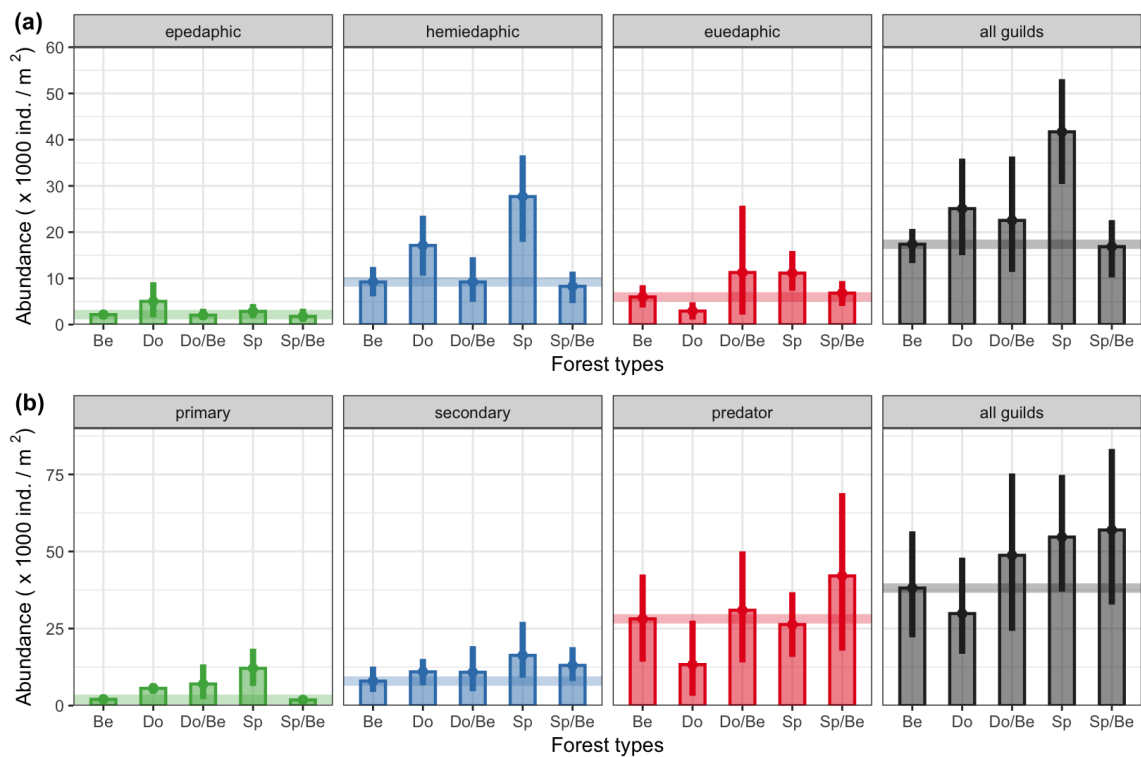 (a)
epedaphic hemiedaphic euedaphic all guilds
Abundance ( x 1000 ind. / m 2)
60
50
40
30
20
10
0
Be Do Do/Be Sp Sp/Be Be Do Do/Be Sp Sp/Be Be Do Do/Be Sp Sp/Be Be Do Do/Be Sp Sp/Be
Forest types
(b)
primary secondary predator all guilds
Abundance ( x 1000 ind. / m 2)
75
50
25
0
Be Do Do/Be Sp Sp/Be Be Do Do/Be Sp Sp/Be Be Do Do/Be Sp Sp/Be Be Do Do/Be Sp Sp/Be
Forest types